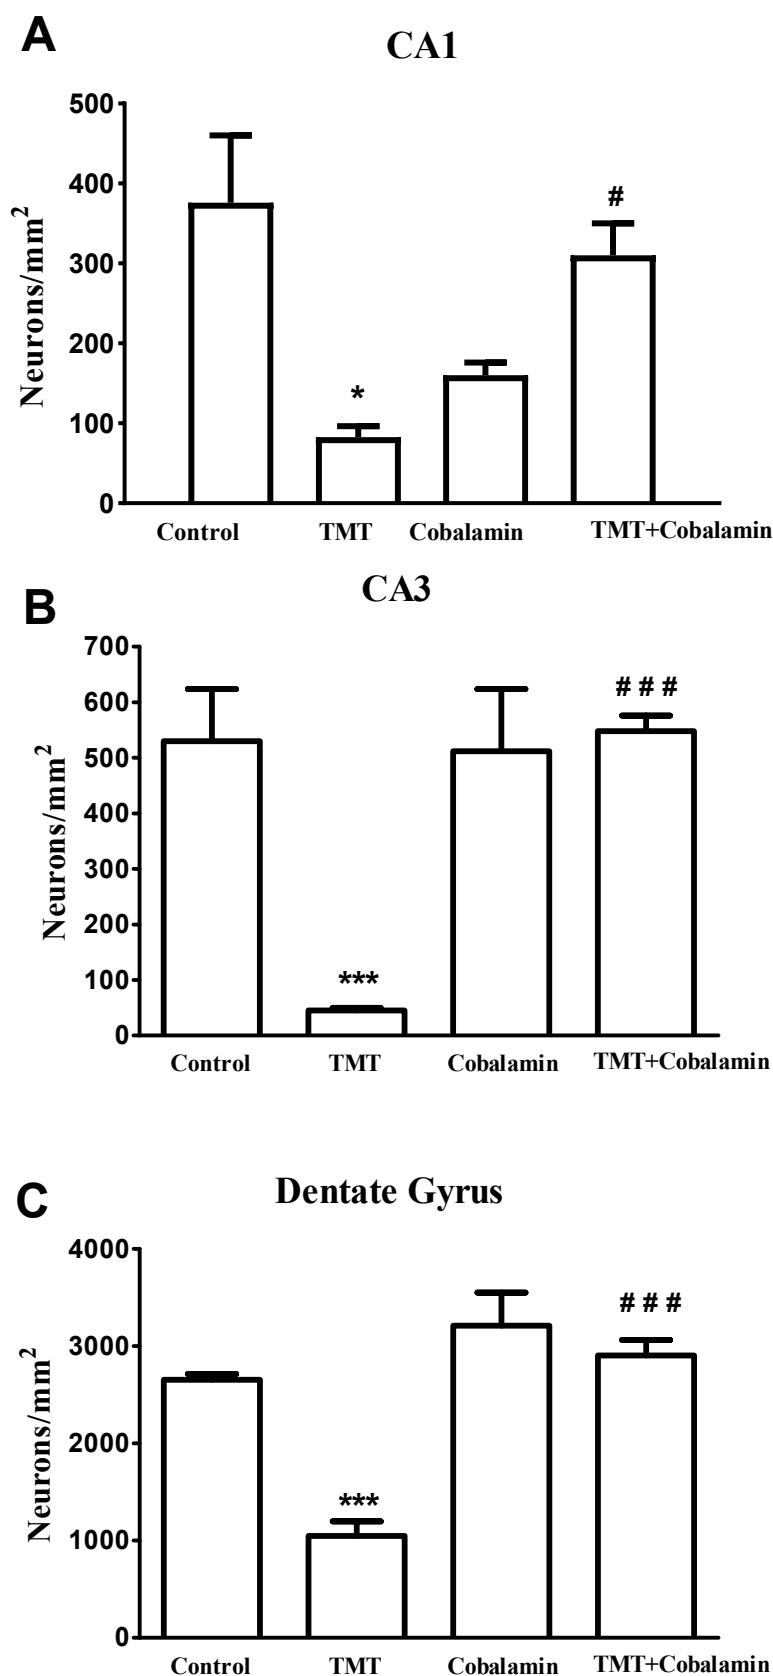 A
CA1
500
400
300
200
100
0
Neurons/mm²
#
*
Control TMT Cobalamin TMT+Cobalamin
B
CA3
700
600
500
400
300
200
100
0
Neurons/mm²
# # #
***
Control TMT Cobalamin TMT+Cobalamin
C
Dentate Gyrus
4000
3000
2000
1000
0
Neurons/mm²
# # #
***
Control TMT Cobalamin TMT+Cobalamin